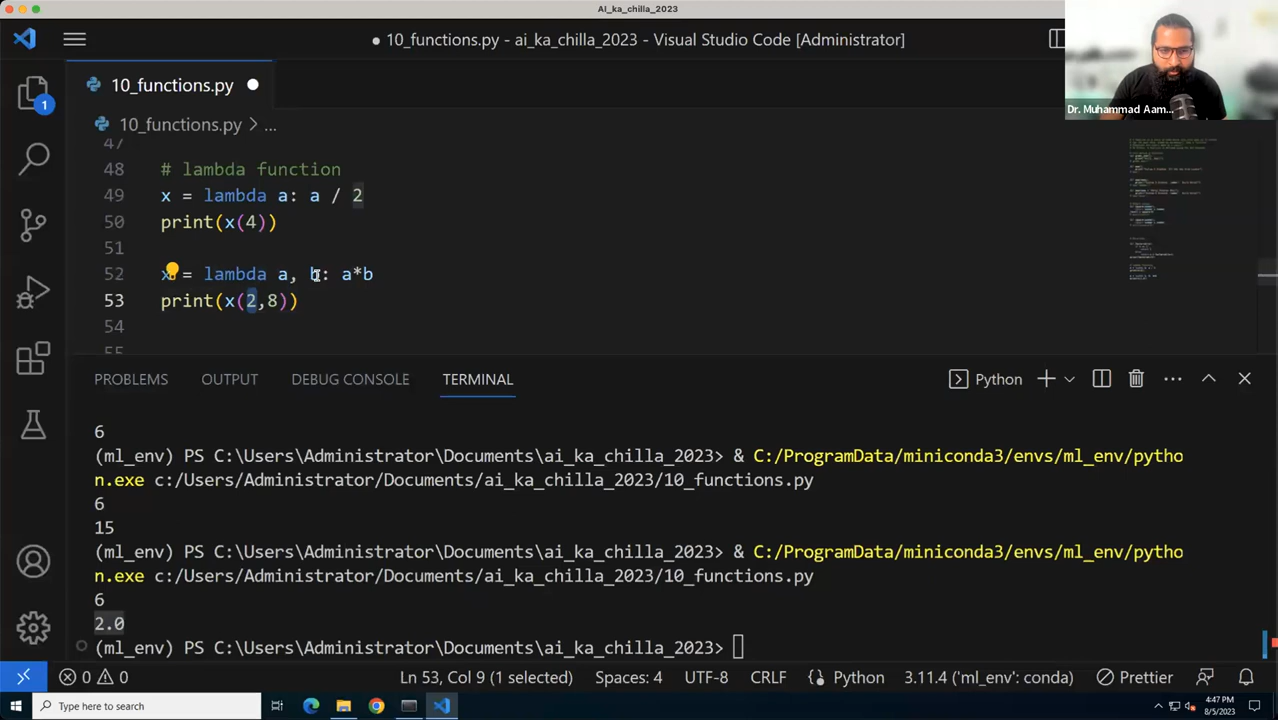 AI_ka_chilla_2023
● 10_functions.py - ai_ka_chilla_2023 - Visual Studio Code [Administrator]
Dr. Muhammad Aam...
10_functions.py
1
10_functions.py > ...
47
48 # lambda function
49 x = lambda a: a / 2
50 print(x(4))
51
52 x = lambda a, b: a*b
53 print(x(2,8))
54
55
PROBLEMS OUTPUT DEBUG CONSOLE TERMINAL Python
6
(ml_env) PS C:\Users\Administrator\Documents\ai_ka_chilla_2023> & C:/ProgramData/miniconda3/envs/ml_env/pytho
n.exe c:/Users/Administrator/Documents/ai_ka_chilla_2023/10_functions.py
6
15
(ml_env) PS C:\Users\Administrator\Documents\ai_ka_chilla_2023> & C:/ProgramData/miniconda3/envs/ml_env/pytho
n.exe c:/Users/Administrator/Documents/ai_ka_chilla_2023/10_functions.py
6
2.0
(ml_env) PS C:\Users\Administrator\Documents\ai_ka_chilla_2023>
0 0 Ln 53, Col 9 (1 selected) Spaces: 4 UTF-8 CRLF Python 3.11.4 ('ml_env': conda) Prettier
Type here to search
4:47 PM
8/5/2023